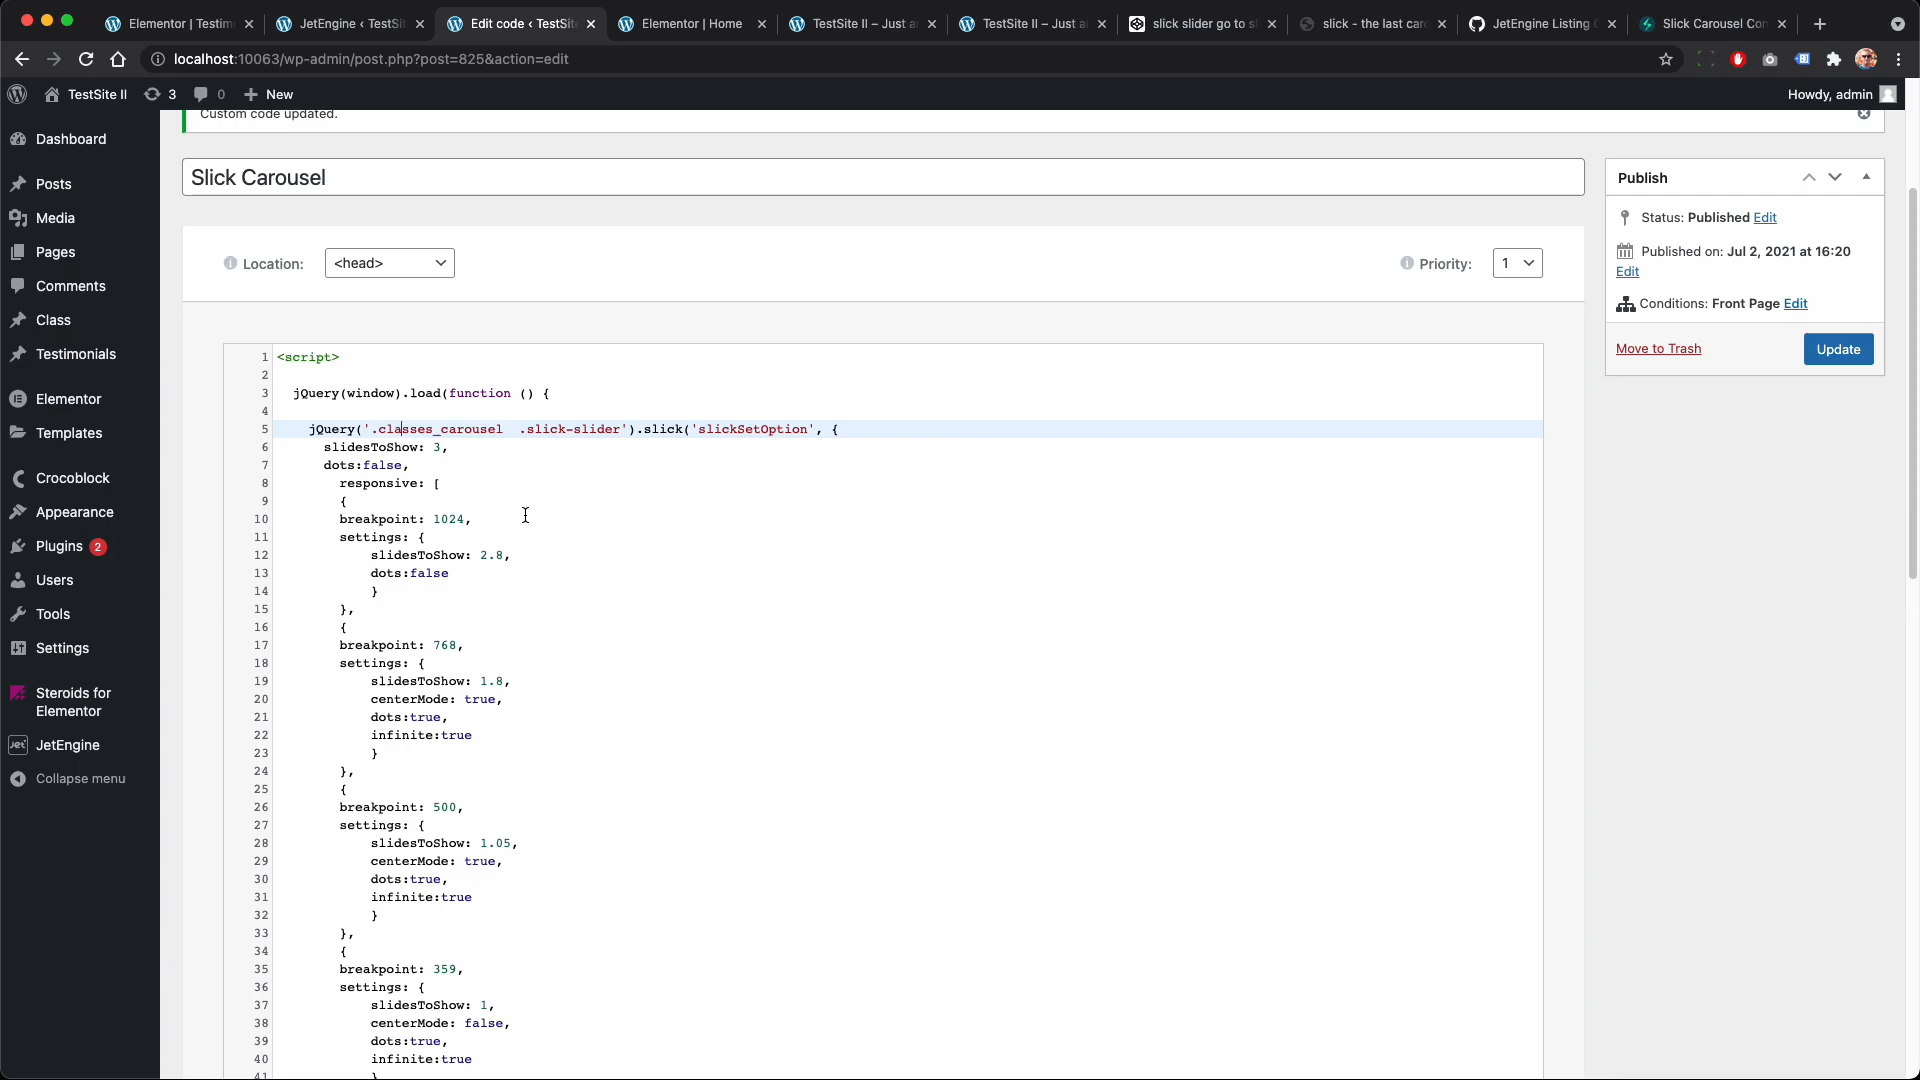 Elementor | Testim
JetEngine < TestSit
Edit code < TestSite
Elementor | Home
TestSite II – Just a
TestSite II – Just a
slick slider go to s
slick - the last car
JetEngine Listing
Slick Carousel Con
localhost:10063/wp-admin/post.php?post=825&action=edit
TestSite II
3
0
New
Howdy, admin
Dashboard
Posts
Media
Pages
Comments
Class
Testimonials
Elementor
Templates
Crocoblock
Appearance
Plugins 2
Users
Tools
Settings
Steroids for
Elementor
JetEngine
Collapse menu
Custom code updated.
Slick Carousel
Location: <head>
Priority: 1
1 <script>
2
3 jQuery(window).load(function () {
4
5 jQuery('.classes_carousel  .slick-slider').slick('slickSetOption', {
6 slidesToShow: 3,
7 dots:false,
8 responsive: [
9 {
10 breakpoint: 1024,
11 settings: {
12 slidesToShow: 2.8,
13 dots:false
14 }
15 },
16 {
17 breakpoint: 768,
18 settings: {
19 slidesToShow: 1.8,
20 centerMode: true,
21 dots:true,
22 infinite:true
23 }
24 },
25 {
26 breakpoint: 500,
27 settings: {
28 slidesToShow: 1.05,
29 centerMode: true,
30 dots:true,
31 infinite:true
32 }
33 },
34 {
35 breakpoint: 359,
36 settings: {
37 slidesToShow: 1,
38 centerMode: false,
39 dots:true,
40 infinite:true
41 }
Publish
Status: Published Edit
Published on: Jul 2, 2021 at 16:20
Edit
Conditions: Front Page Edit
Move to Trash
Update